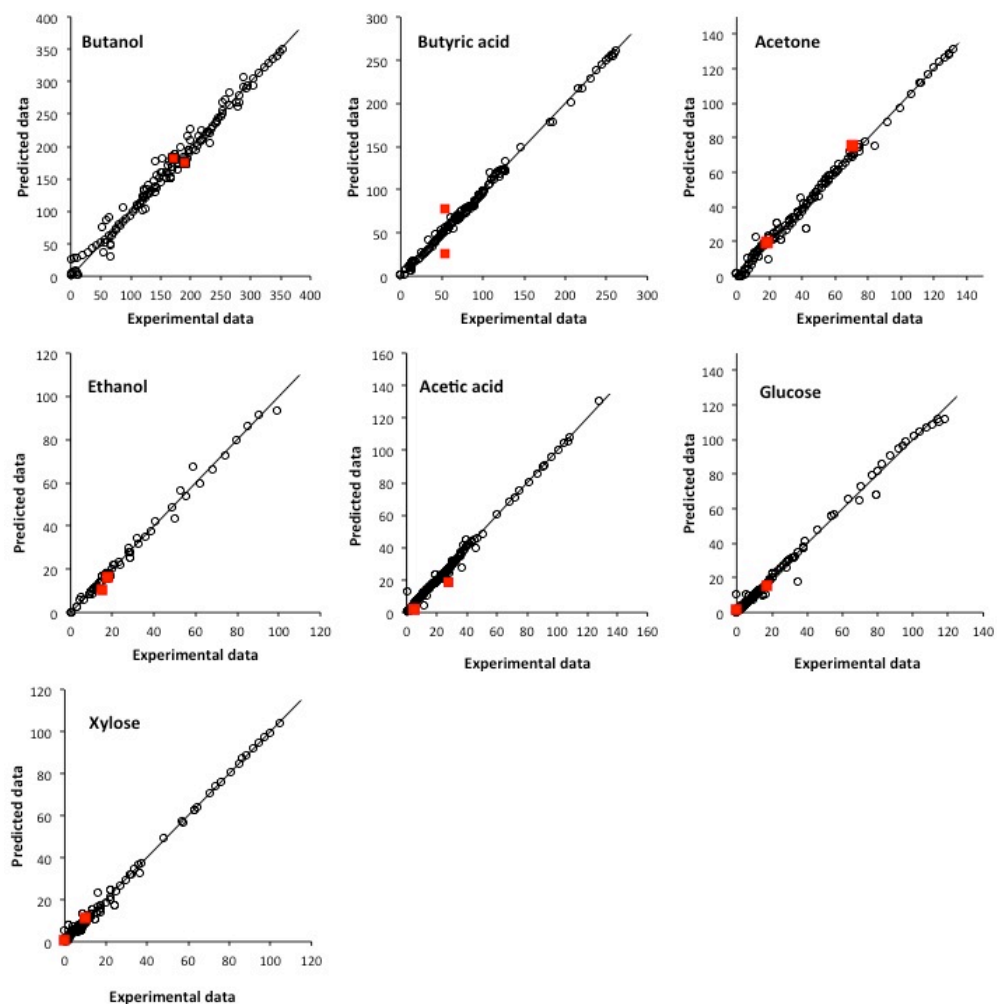 Butanol
Predicted data
400
350
300
250
200
150
100
50
0
0 50 100 150 200 250 300 350 400
Experimental data
Butyric acid
Predicted data
300
250
200
150
100
50
0
0 50 100 150 200 250 300
Experimental data
Acetone
Predicted data
140
120
100
80
60
40
20
0
0 20 40 60 80 100 120 140
Experimental data
Ethanol
Predicted data
120
100
80
60
40
20
0
0 20 40 60 80 100 120
Experimental data
Acetic acid
Predicted data
160
140
120
100
80
60
40
20
0
0 20 40 60 80 100 120 140 160
Experimental data
Glucose
Predicted data
140
120
100
80
60
40
20
0
0 20 40 60 80 100 120 140
Experimental data
Xylose
Predicted data
120
100
80
60
40
20
0
0 20 40 60 80 100 120
Experimental data